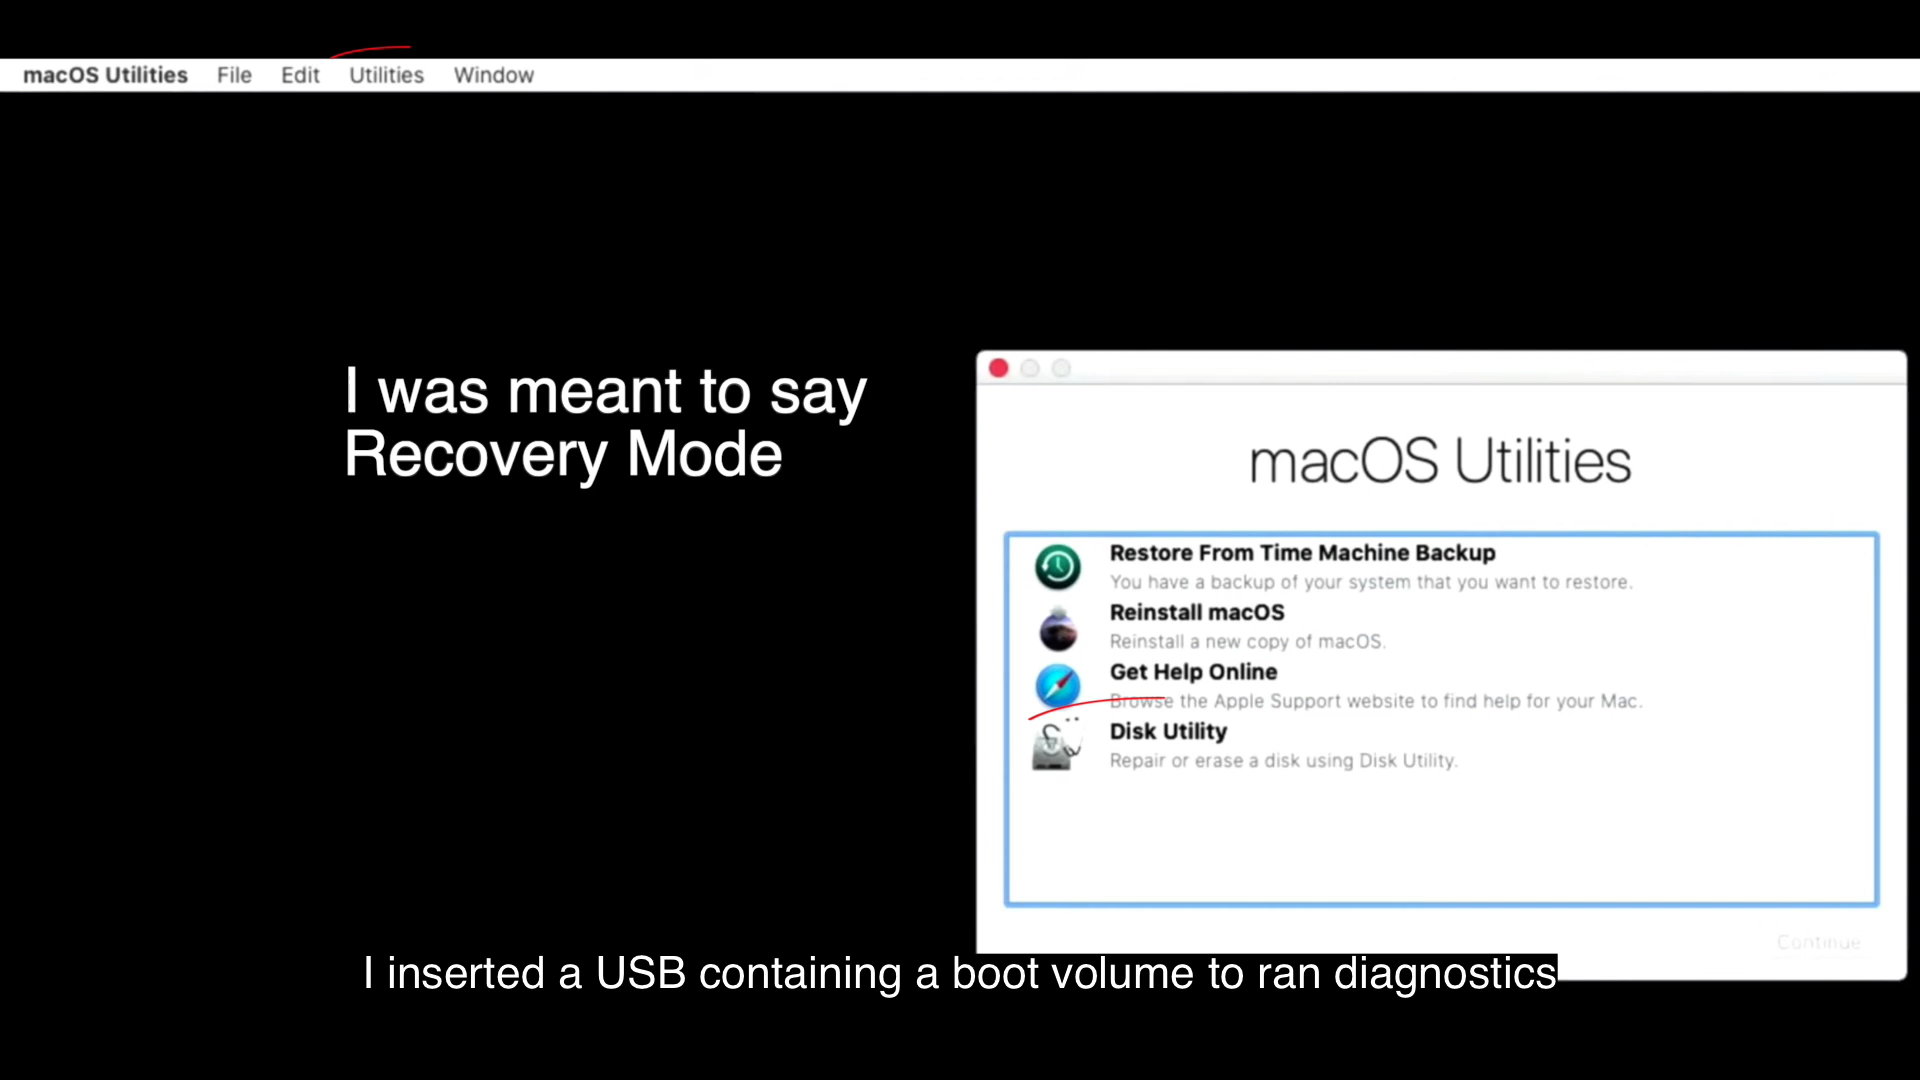 macOS Utilities File Edit Utilities Window
I was meant to say
Recovery Mode
macOS Utilities
Restore From Time Machine Backup
You have a backup of your system that you want to restore.
Reinstall macOS
Reinstall a new copy of macOS.
Get Help Online
Browse the Apple Support website to find help for your Mac.
Disk Utility
Repair or erase a disk using Disk Utility.
Continue
I inserted a USB containing a boot volume to ran diagnostics